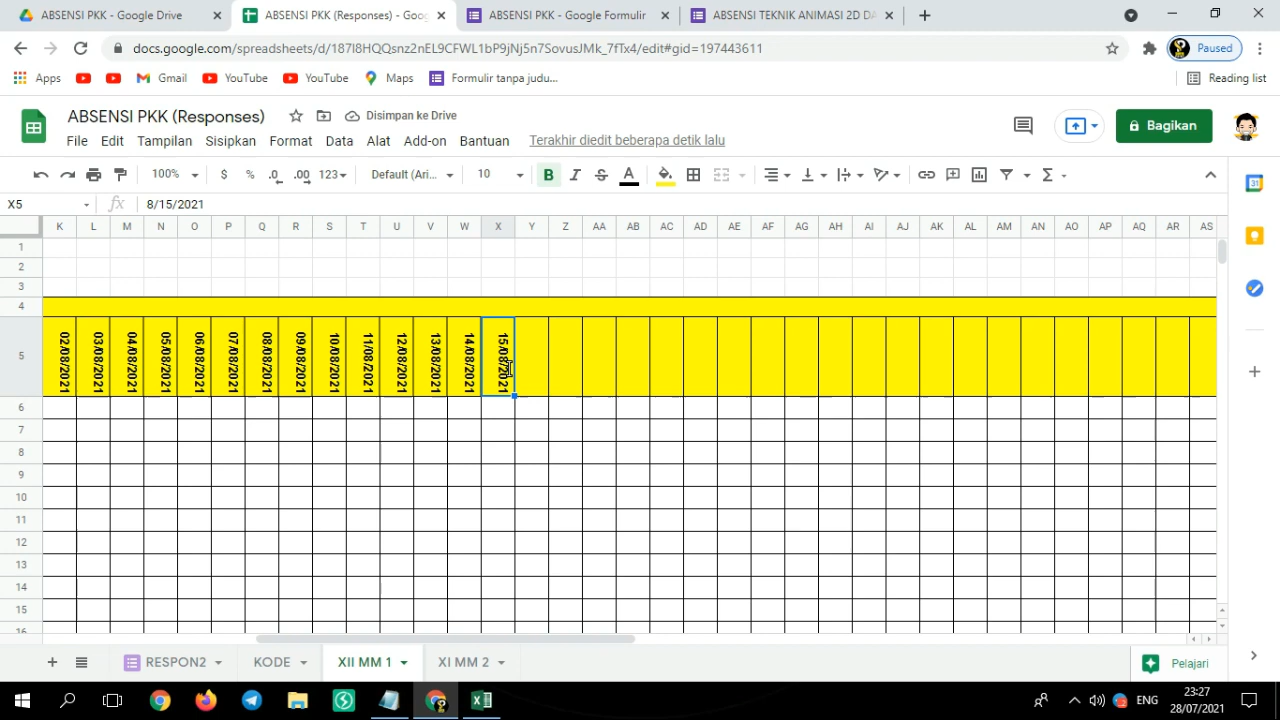 ABSENSI PKK - Google Drive
ABSENSI PKK (Responses) - Goo
ABSENSI PKK - Google Formulir
ABSENSI TEKNIK ANIMASI 2D DA
docs.google.com/spreadsheets/d/187l8HQQsnz2nEL9CFWL1bP9jNj5n7SovusJMk_7fTx4/edit#gid=197443611
Paused
Apps
Gmail
YouTube
YouTube
Maps
Formulir tanpa judu...
Reading list
ABSENSI PKK (Responses)
Disimpan ke Drive
File Edit Tampilan Sisipkan Format Data Alat Add-on Bantuan
Terakhir diedit beberapa detik lalu
Bagikan
100% $ % .0 .00 123 Default (Ari... 10 B I S A
X5 fx 8/15/2021
K L M N O P Q R S T U V W X Y Z AA AB AC AD AE AF AG AH AI AJ AK AL AM AN AO AP AQ AR AS
1
2
3
4
5 02/08/2021 03/08/2021 04/08/2021 05/08/2021 06/08/2021 07/08/2021 08/08/2021 09/08/2021 10/08/2021 11/08/2021 12/08/2021 13/08/2021 14/08/2021 15/08/2021
6
7
8
9
10
11
12
13
14
15
16
RESPON2 KODE XII MM 1 XI MM 2
Pelajari
ENG
23:27
28/07/2021